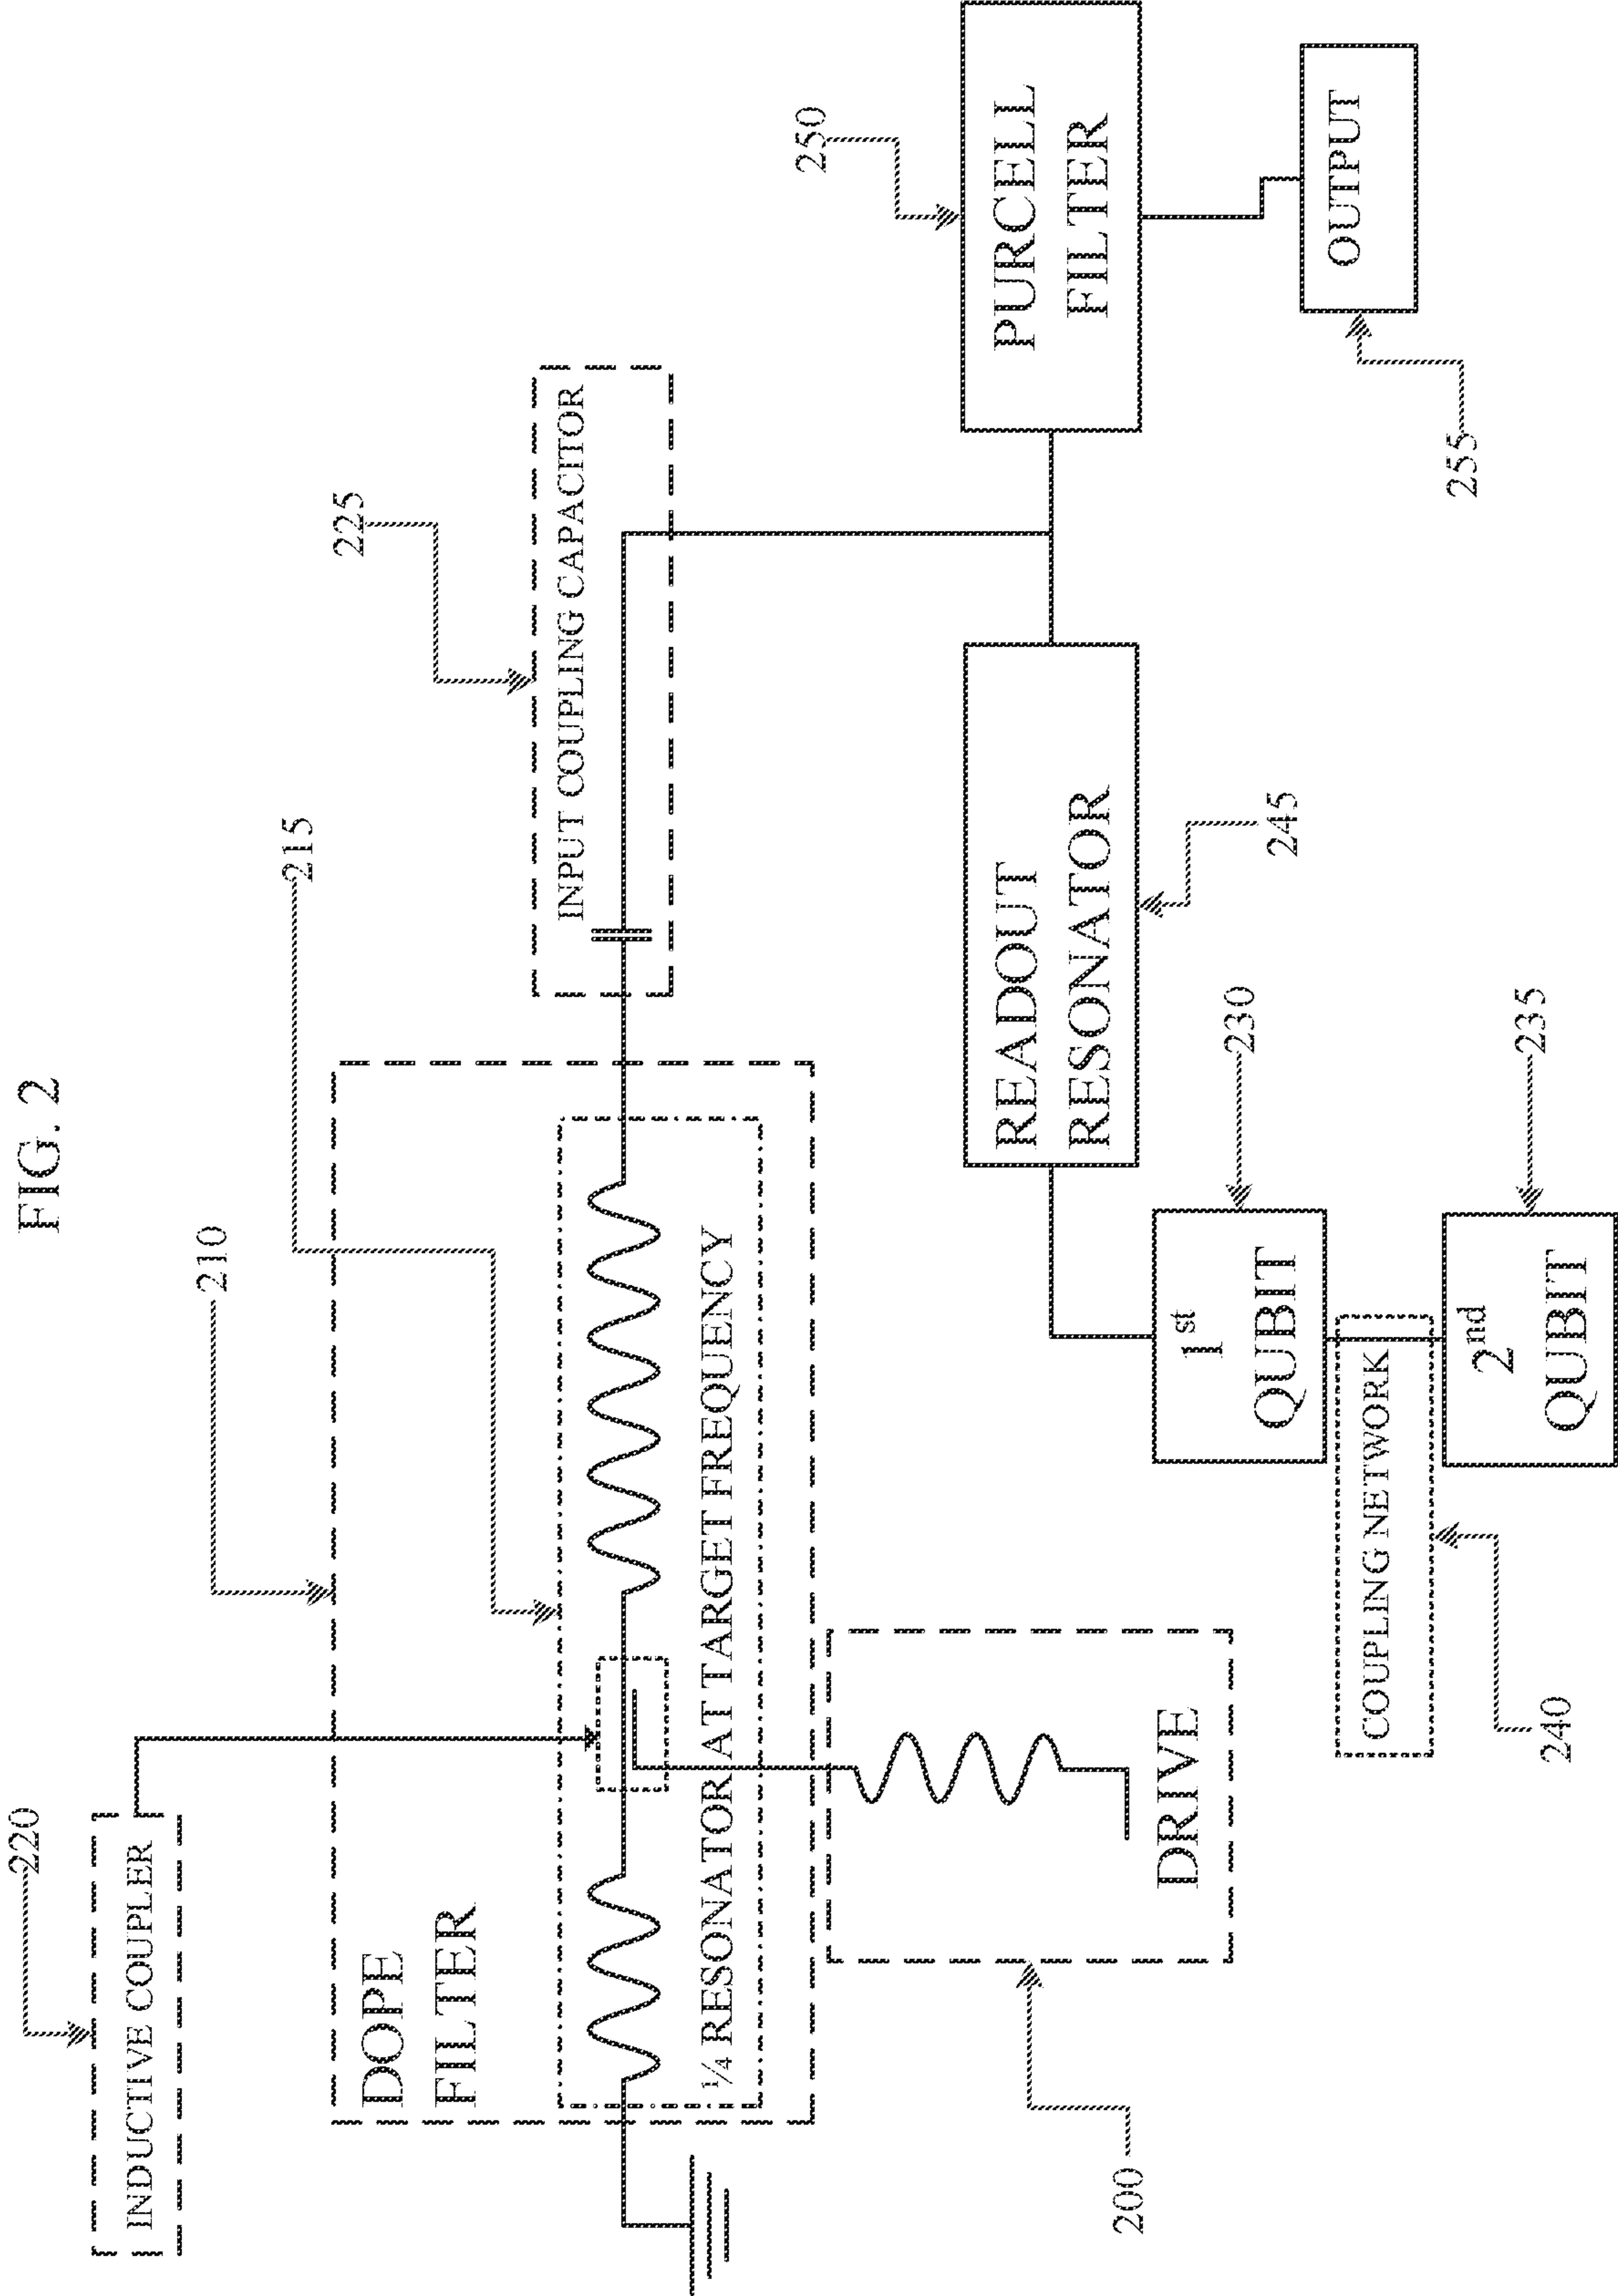 FIG. 2
220
INDUCTIVE COUPLER
210
215
225
250
DOPE
FILTER
INPUT COUPLING CAPACITOR
¼ RESONATOR AT TARGET FREQUENCY
PURCELL
FILTER
READOUT
RESONATOR
DRIVE
200
1st
QUBIT
230
245
OUTPUT
255
COUPLING NETWORK
240
2nd
QUBIT
235